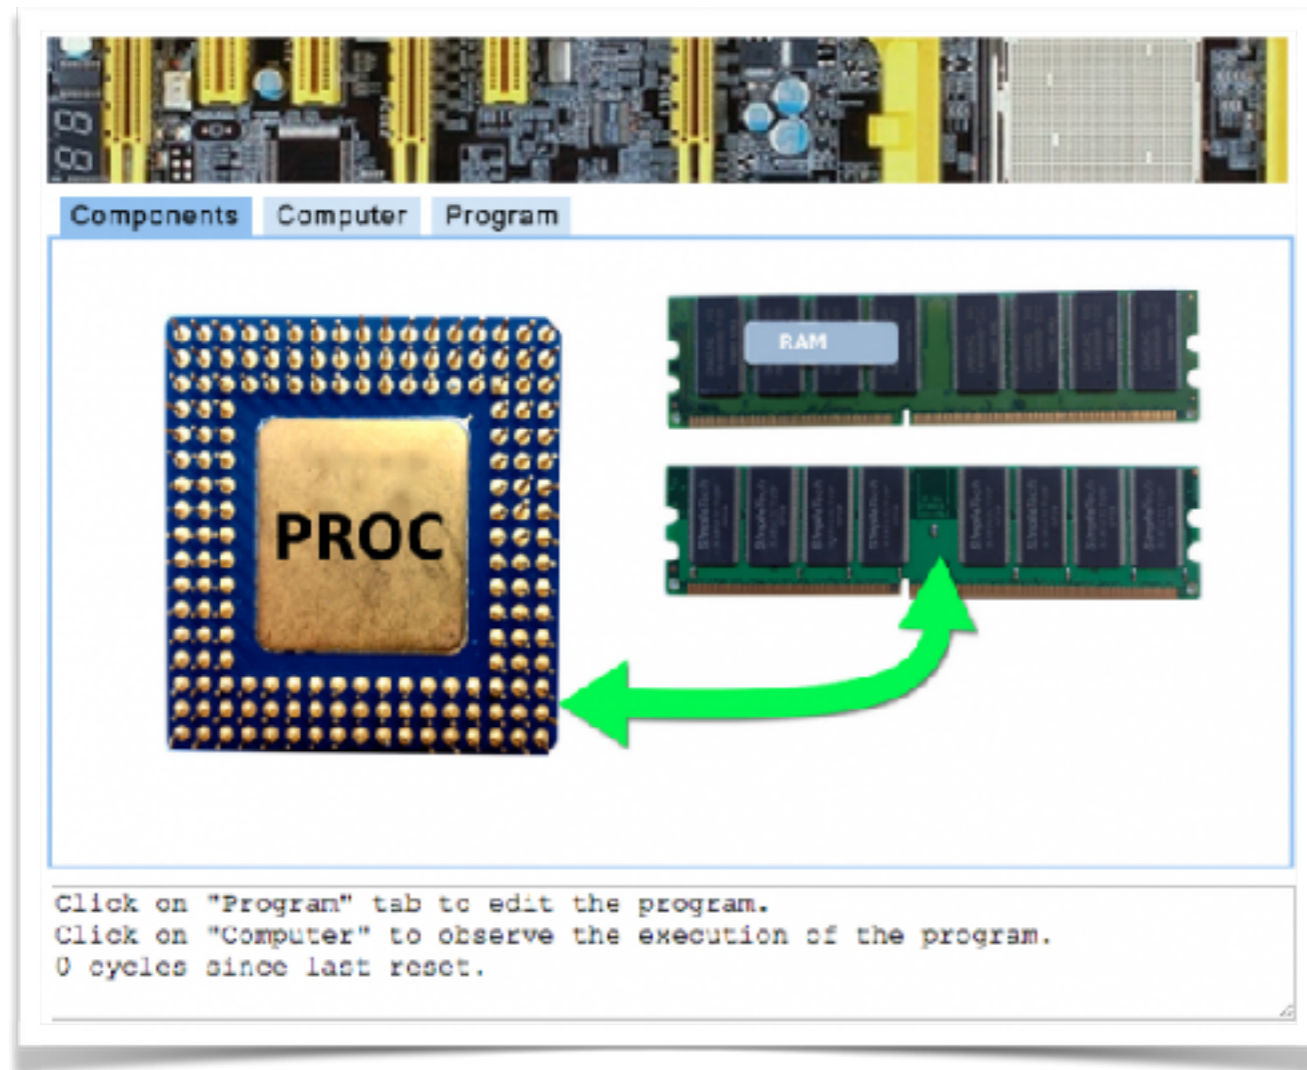 Components Computer Program
RAM
PROC
Click on "Program" tab to edit the program.
Click on "Computer" to observe the execution of the program.
0 cycles since last reset.